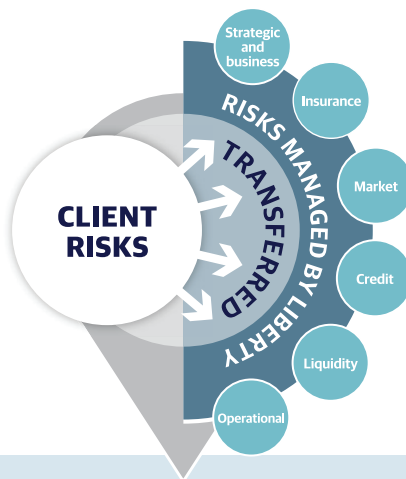 CLIENT
RISKS
TRANSFERRED
RISKS MANAGED BY LIBERTY
Strategic
and
business
Insurance
Market
Credit
Liquidity
Operational